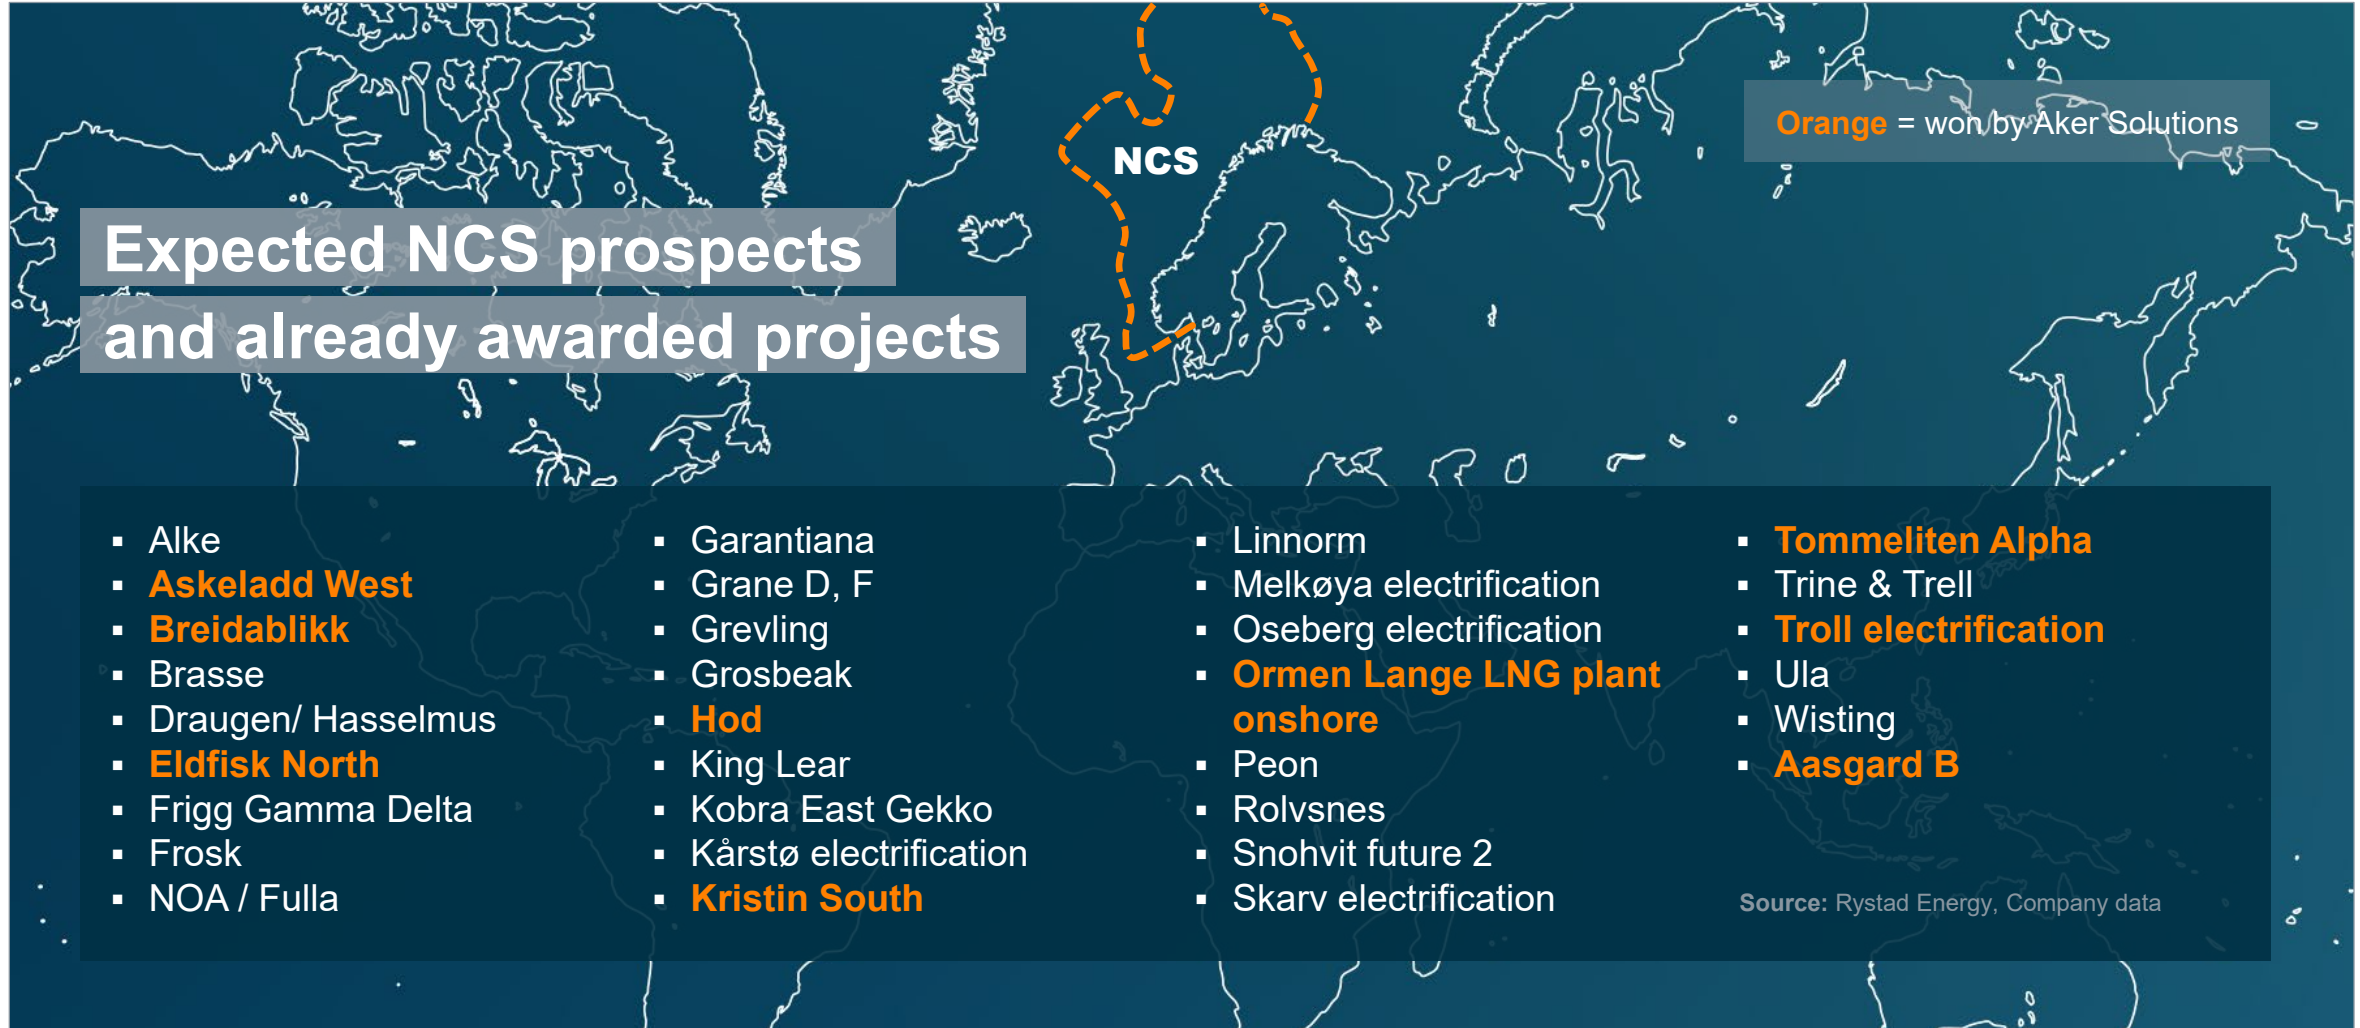 NCS
Orange = won by Aker Solutions
Expected NCS prospects
and already awarded projects
▪ Alke
▪ Askeladd West
▪ Breidablikk
▪ Brasse
▪ Draugen/ Hasselmus
▪ Eldfisk North
▪ Frigg Gamma Delta
▪ Frosk
▪ NOA / Fulla
▪ Garantiana
▪ Grane D, F
▪ Grevling
▪ Grosbeak
▪ Hod
▪ King Lear
▪ Kobra East Gekko
▪ Kårstø electrification
▪ Kristin South
▪ Linnorm
▪ Melkøya electrification
▪ Oseberg electrification
▪ Ormen Lange LNG plant
onshore
▪ Peon
▪ Rolvsnes
▪ Snohvit future 2
▪ Skarv electrification
▪ Tommeliten Alpha
▪ Trine & Trell
▪ Troll electrification
▪ Ula
▪ Wisting
▪ Aasgard B
Source: Rystad Energy, Company data